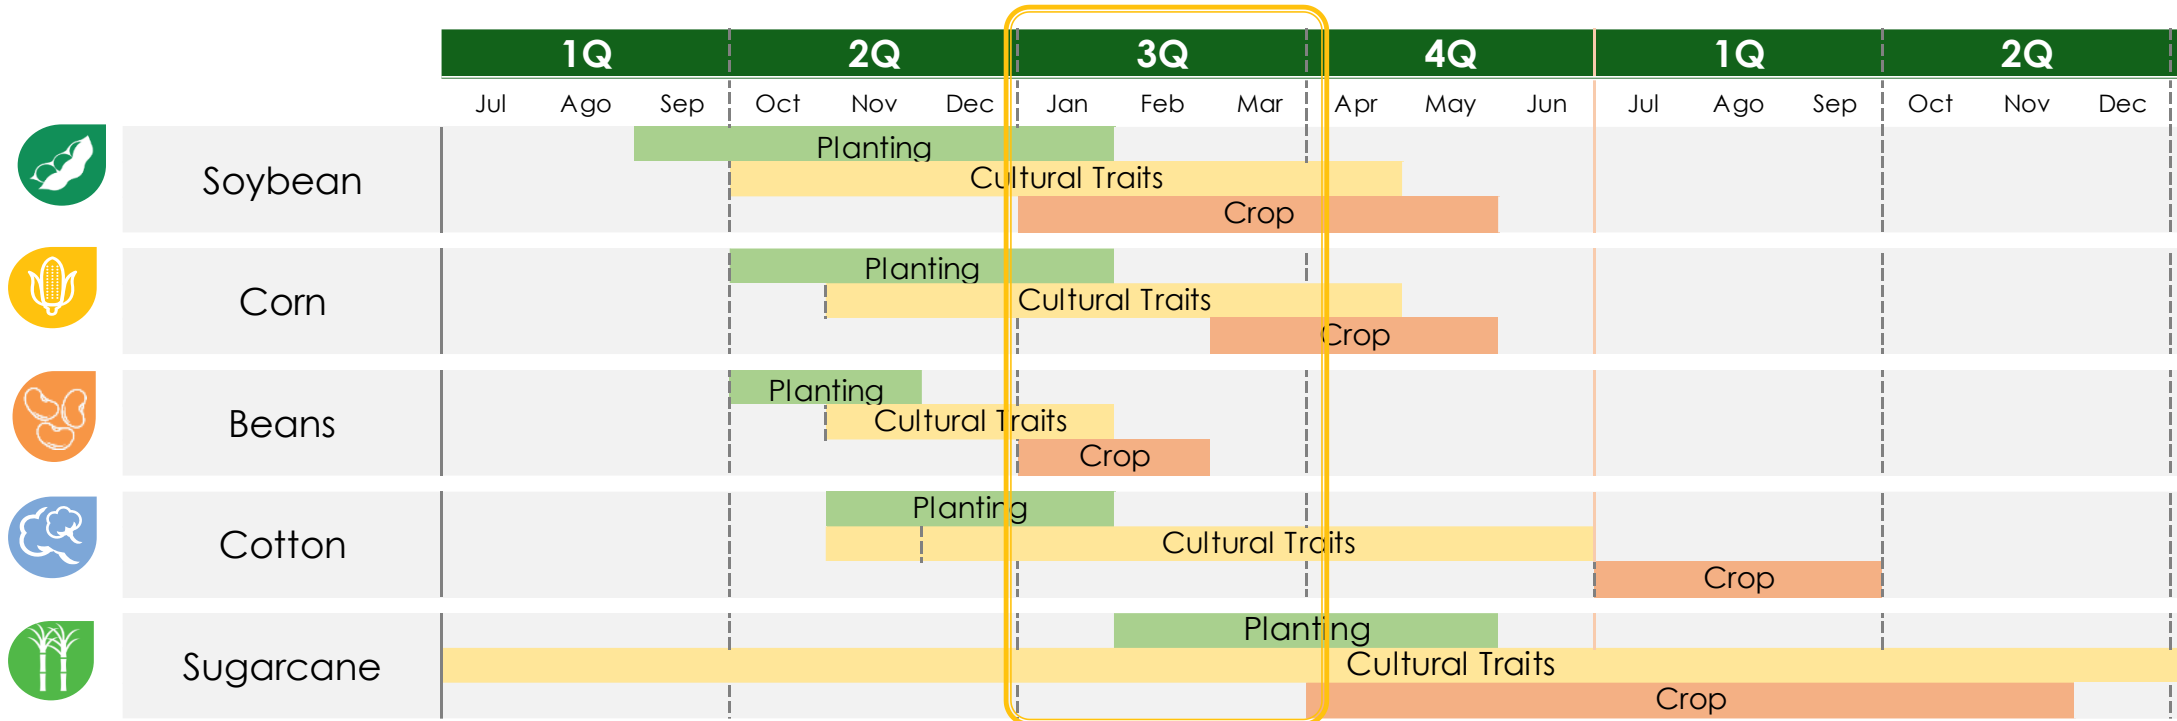 1Q 2Q 3Q 4Q 1Q 2Q
Jul Ago Sep Oct Nov Dec Jan Feb Mar Apr May Jun Jul Ago Sep Oct Nov Dec
Soybean
Planting
Cultural Traits
Crop
Corn
Planting
Cultural Traits
Crop
Beans
Planting
Cultural Traits
Crop
Cotton
Planting
Cultural Traits
Crop
Sugarcane
Planting
Cultural Traits
Crop